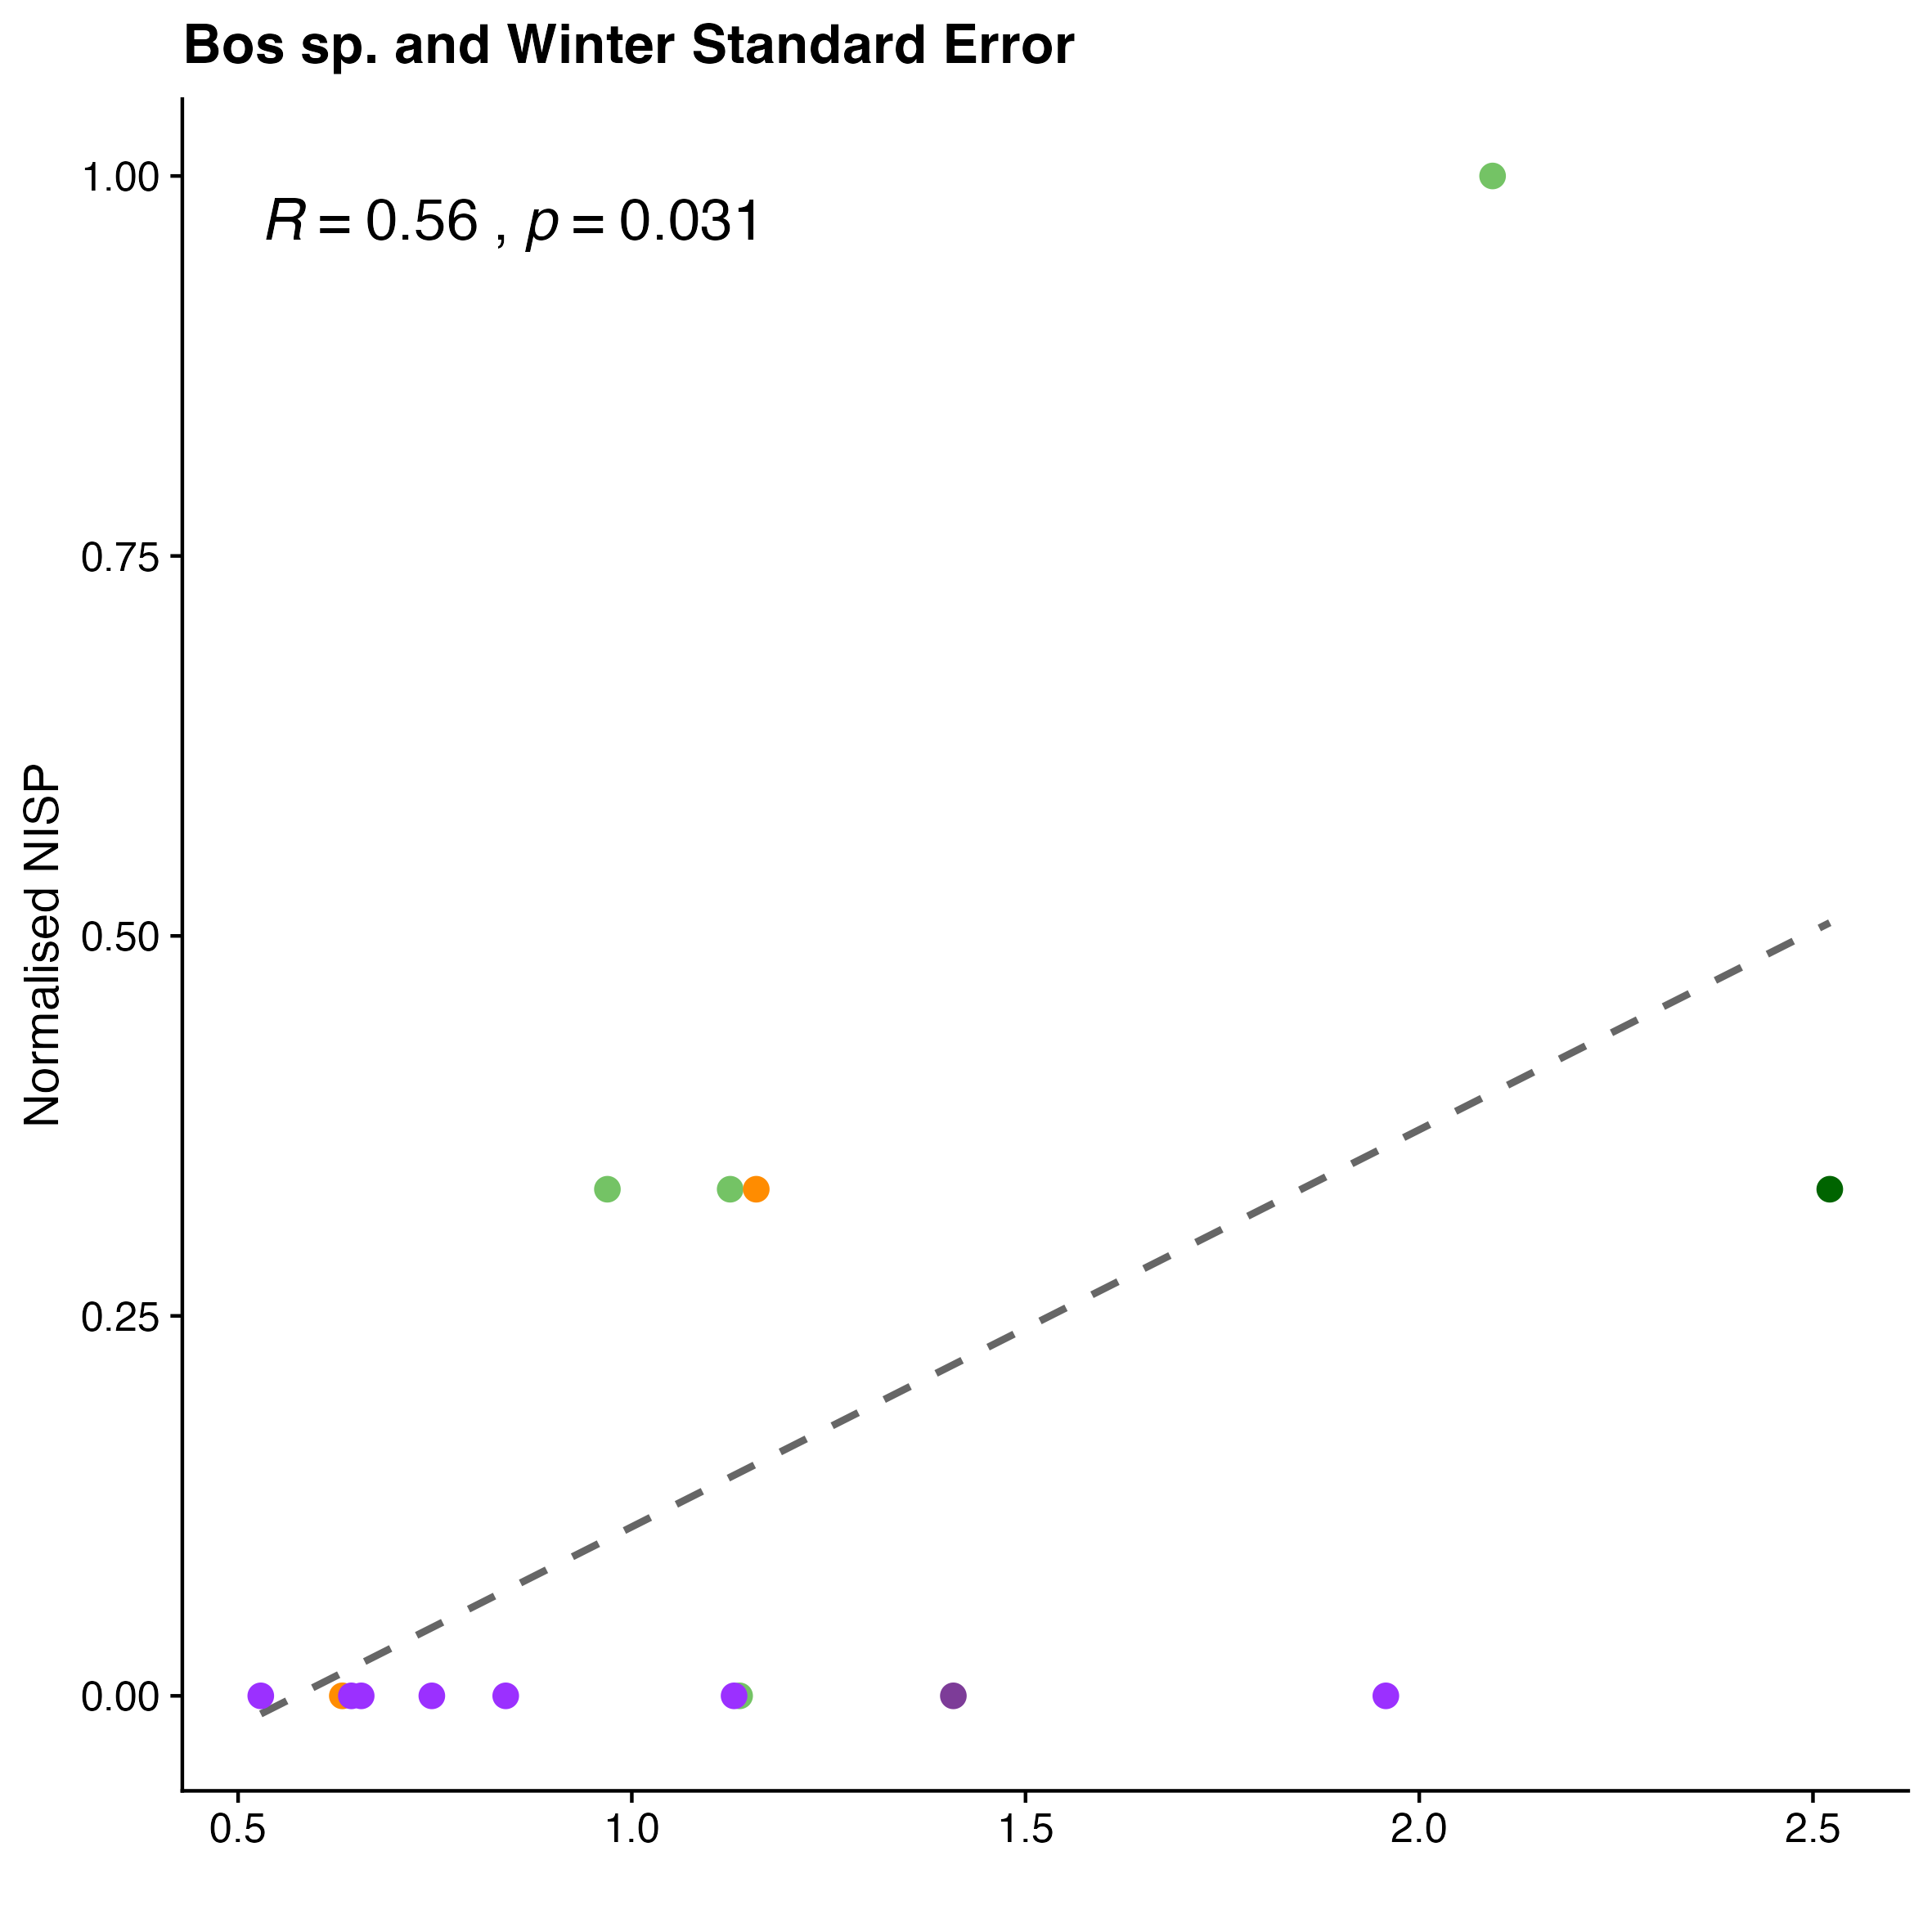 Bos sp. and Winter Standard Error
R = 0.56 , p = 0.031
Normalised NISP
1.00
0.75
0.50
0.25
0.00
0.5 1.0 1.5 2.0 2.5